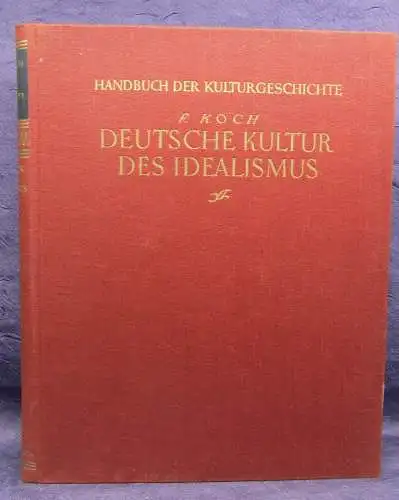 HANDBUCH DER KULTURGESCHICHTE
F. KOCH
DEUTSCHE KULTUR
DES IDEALISMUS